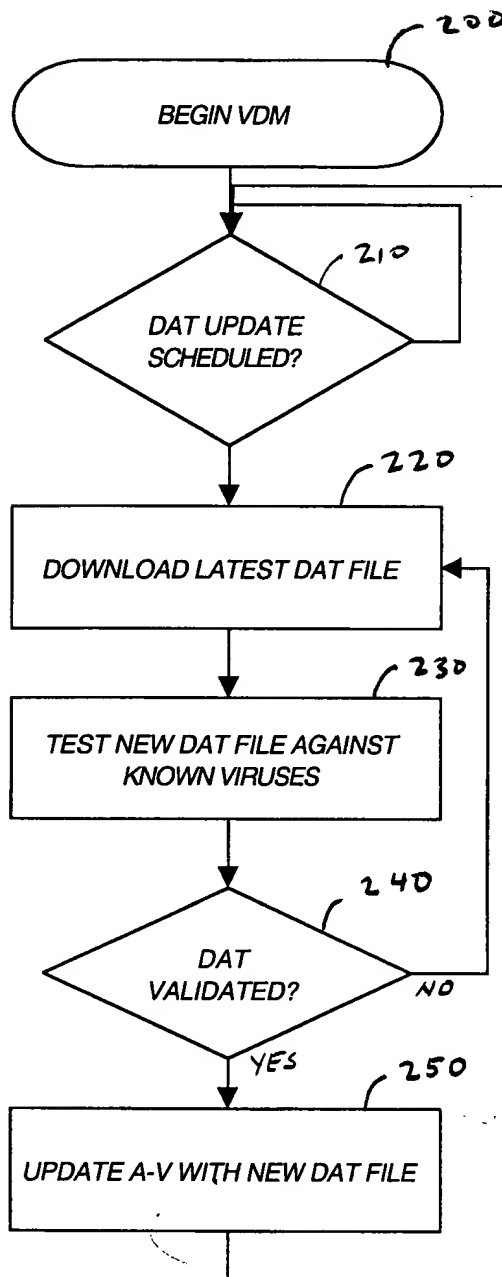 200
BEGIN VDM
210
DAT UPDATE
SCHEDULED?
220
DOWNLOAD LATEST DAT FILE
230
TEST NEW DAT FILE AGAINST
KNOWN VIRUSES
240
DAT
VALIDATED?
NO
YES
250
UPDATE A-V WITH NEW DAT FILE